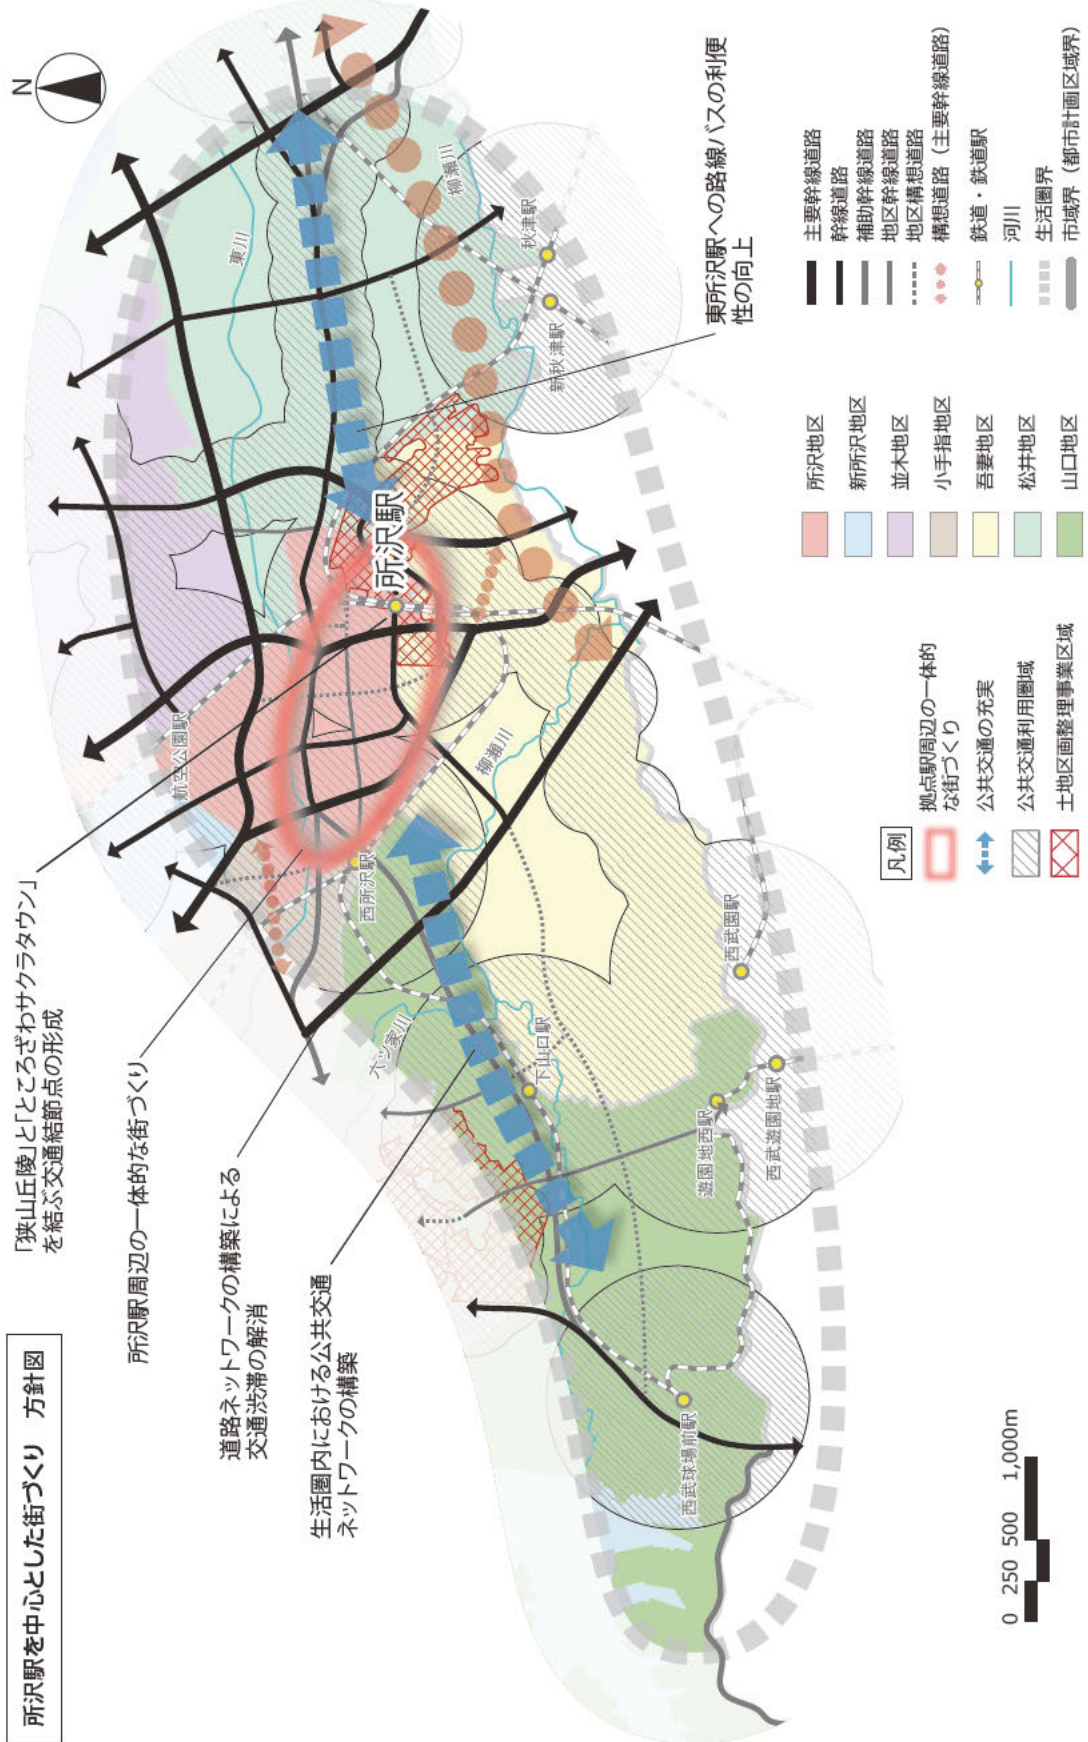 所沢駅を中心とした街づくり　方針図
「狭山丘陵」と「ところざわサクラタウン」
を結ぶ交通結節点の形成
所沢駅周辺の一体的な街づくり
道路ネットワークの構築による
交通渋滞の解消
生活圏内における公共交通
ネットワークの構築
N
東所沢駅への路線バスの利便
性の向上
航空公園駅
東川
柳瀬川
秋津駅
新秋津駅
所沢駅
西所沢駅
柳瀬川
六ツ家川
下山口駅
西武園駅
遊園地西駅
西武遊園地駅
西武球場前駅
0 250 500 1,000m
凡例
拠点駅周辺の一体的
な街づくり
公共交通の充実
公共交通利用圏域
土地区画整理事業区域
所沢地区
新所沢地区
並木地区
小手指地区
吾妻地区
松井地区
山口地区
主要幹線道路
幹線道路
補助幹線道路
地区幹線道路
地区構想道路
構想道路（主要幹線道路）
鉄道・鉄道駅
河川
生活圏界
市域界（都市計画区域界）